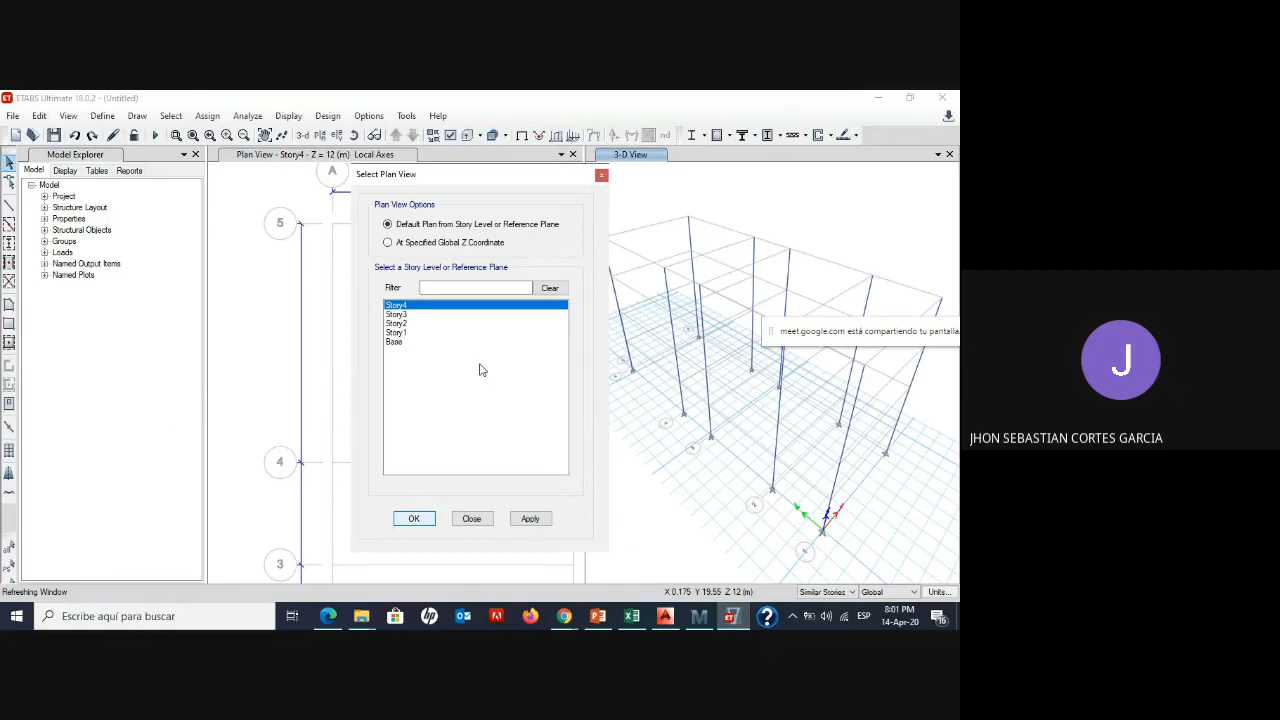 ETABS Ultimate 18.0.2 - (Untitled)
File Edit View Define Draw Select Assign Analyze Display Design Options Tools Help
3-D
nd
Model Explorer
Plan View - Story4 - Z = 12 (m) Local Axes
3-D View
Model Display Tables Reports
Model
Project
Structure Layout
Properties
Structural Objects
Groups
Loads
Named Output Items
Named Plots
A
5
4
3
Select Plan View
Plan View Options
Default Plan from Story Level or Reference Plane
At Specified Global Z Coordinate
Select a Story Level or Reference Plane
Filter
Clear
Story4
Story3
Story2
Story1
Base
OK
Close
Apply
meet.google.com está compartiendo tu pantalla.
Refreshing Window
X 0.175 Y 19.55 Z 12 (m)
Similar Stories
Global
Units...
Escribe aquí para buscar
ESP
8:01 PM
14-Apr-20
16
J
JHON SEBASTIAN CORTES GARCIA